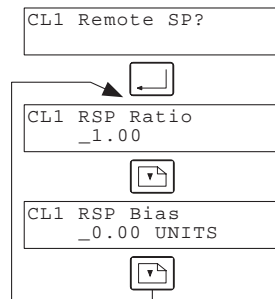 CL1 Remote SP?
CL1 RSP Ratio
_1.00
CL1 RSP Bias
_0.00 UNITS